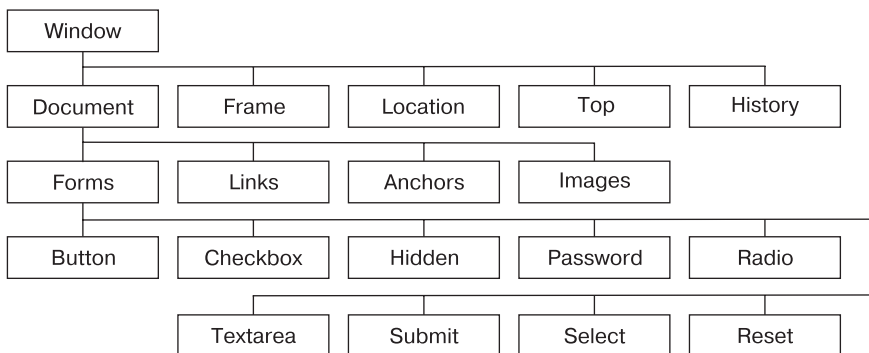 Window
Document Frame Location Top History
Forms Links Anchors Images
Button Checkbox Hidden Password Radio
Textarea Submit Select Reset